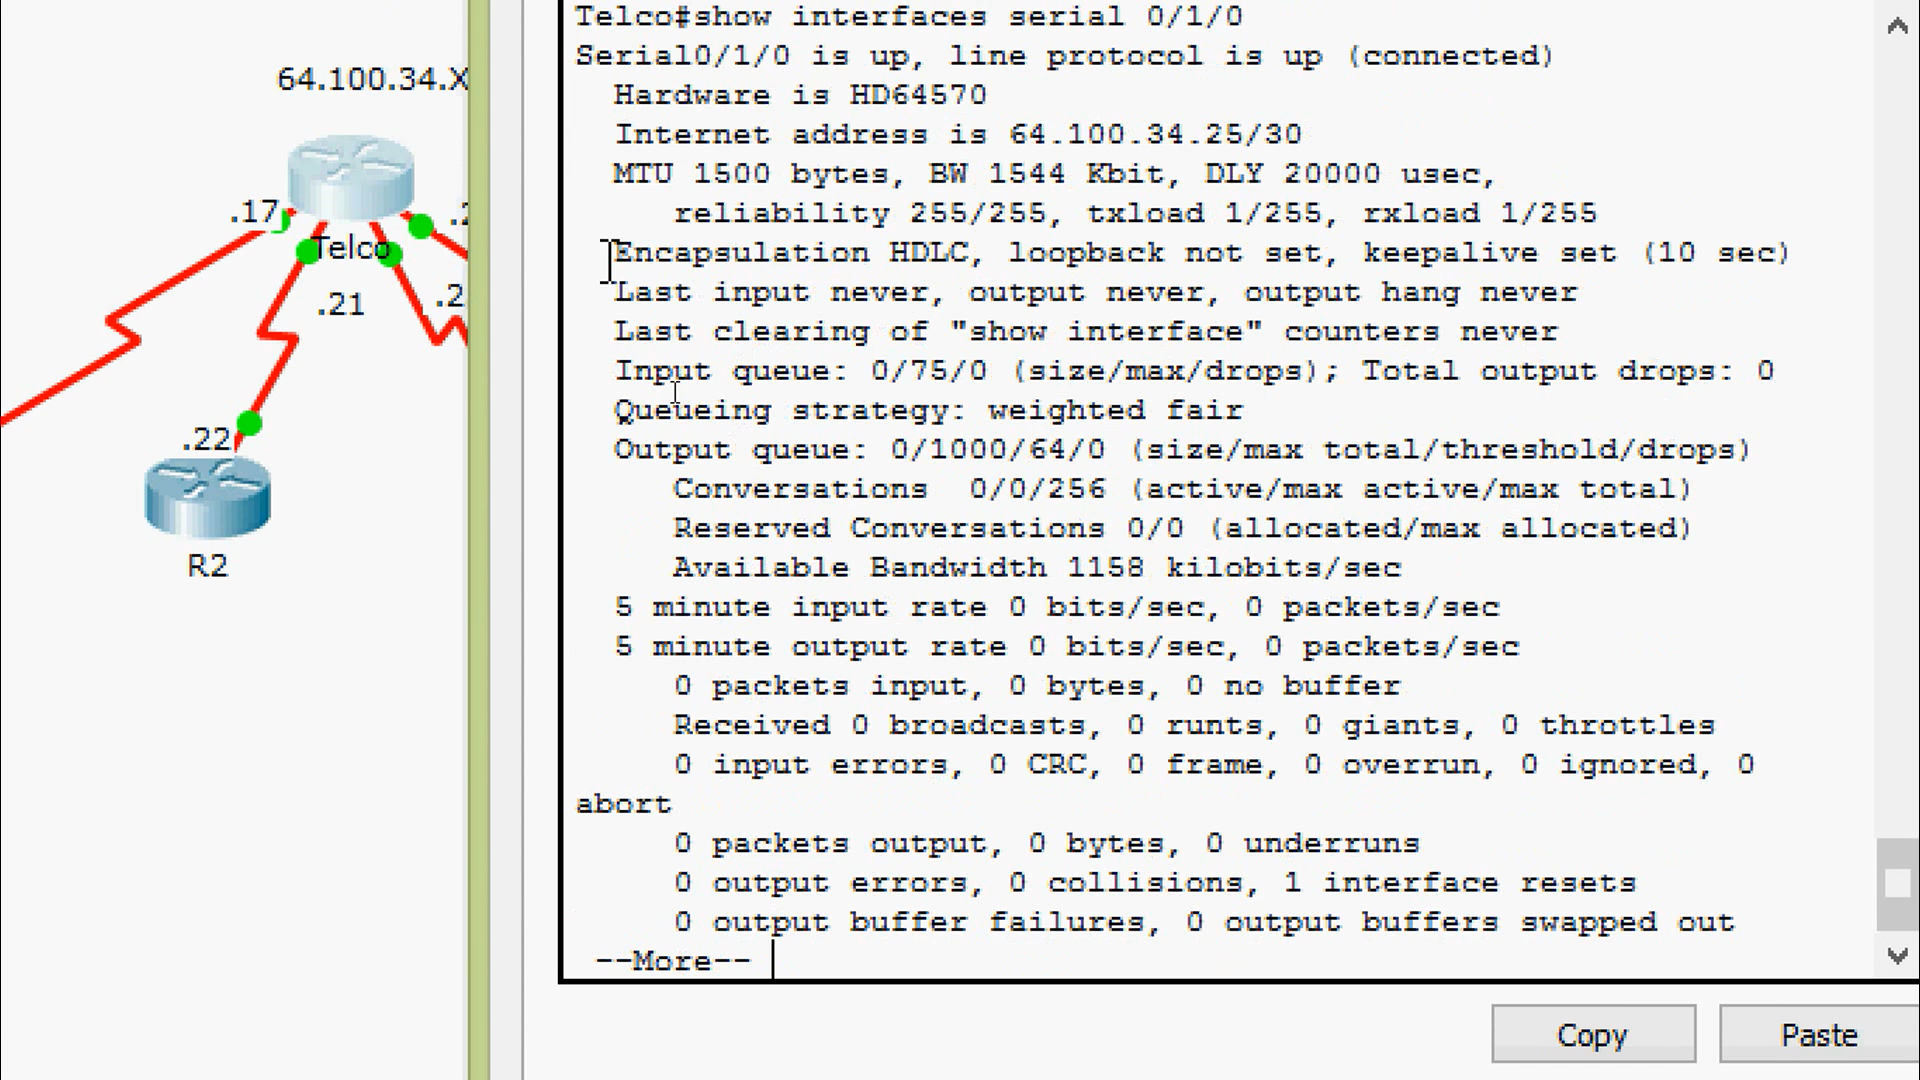 64.100.34.X
.17
Telco
.21
.22
R2
Telco#show interfaces serial 0/1/0
Serial0/1/0 is up, line protocol is up (connected)
Hardware is HD64570
Internet address is 64.100.34.25/30
MTU 1500 bytes, BW 1544 Kbit, DLY 20000 usec,
reliability 255/255, txload 1/255, rxload 1/255
Encapsulation HDLC, loopback not set, keepalive set (10 sec)
Last input never, output never, output hang never
Last clearing of "show interface" counters never
Input queue: 0/75/0 (size/max/drops); Total output drops: 0
Queueing strategy: weighted fair
Output queue: 0/1000/64/0 (size/max total/threshold/drops)
Conversations 0/0/256 (active/max active/max total)
Reserved Conversations 0/0 (allocated/max allocated)
Available Bandwidth 1158 kilobits/sec
5 minute input rate 0 bits/sec, 0 packets/sec
5 minute output rate 0 bits/sec, 0 packets/sec
0 packets input, 0 bytes, 0 no buffer
Received 0 broadcasts, 0 runts, 0 giants, 0 throttles
0 input errors, 0 CRC, 0 frame, 0 overrun, 0 ignored, 0
abort
0 packets output, 0 bytes, 0 underruns
0 output errors, 0 collisions, 1 interface resets
0 output buffer failures, 0 output buffers swapped out
--More--
Copy
Paste